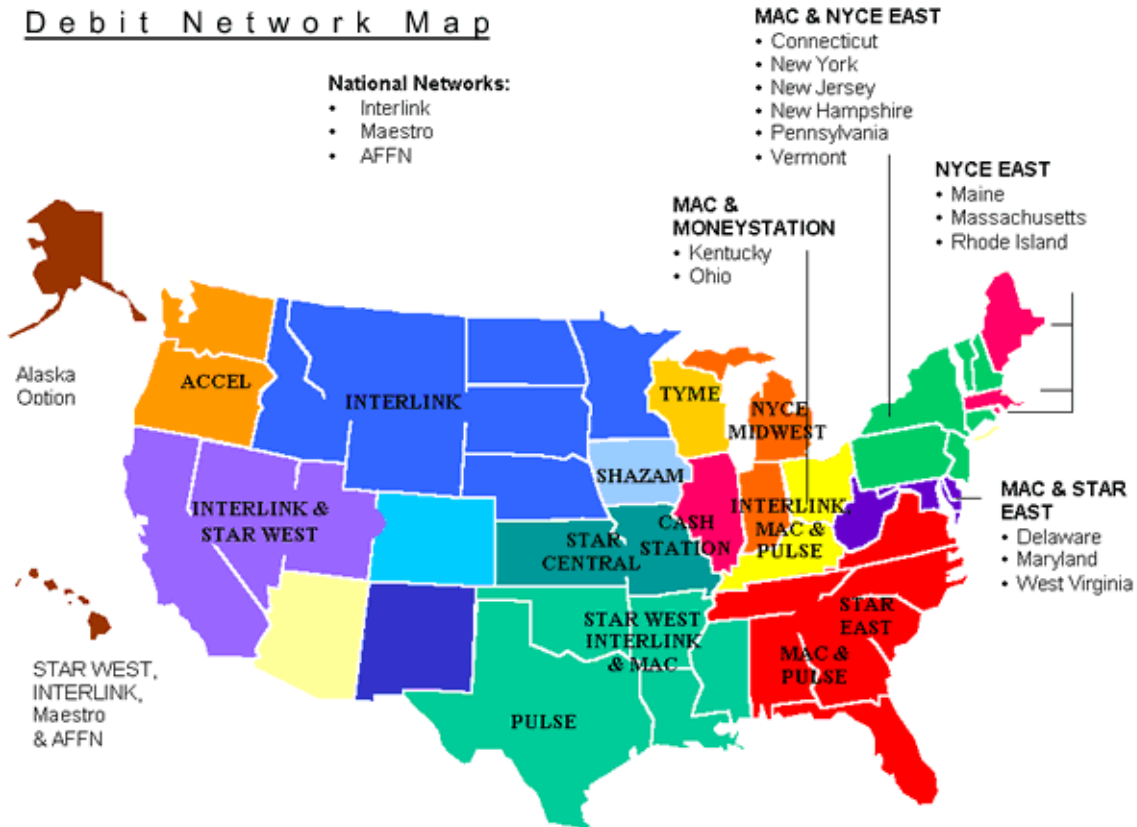 Debit Network Map
National Networks:
• Interlink
• Maestro
• AFFN
MAC & NYCE EAST
• Connecticut
• New York
• New Jersey
• New Hampshire
• Pennsylvania
• Vermont
NYCE EAST
• Maine
• Massachusetts
• Rhode Island
MAC &
MONEYSTATION
• Kentucky
• Ohio
Alaska
Ootion
ACCEL
INTERLINK
TYME
NYCE
MIDWEST
SHAZAM
INTERLINK &
STAR WEST
STAR
CENTRAL
CASH
STATION
INTERLINK,
MAC &
PULSE
MAC & STAR
EAST
• Delaware
• Maryland
• West Virginia
STAR WEST
INTERLINK
& MAC
STAR
EAST
MAC &
PULSE
PULSE
STAR WEST,
INTERLINK,
Maestro
& AFFN